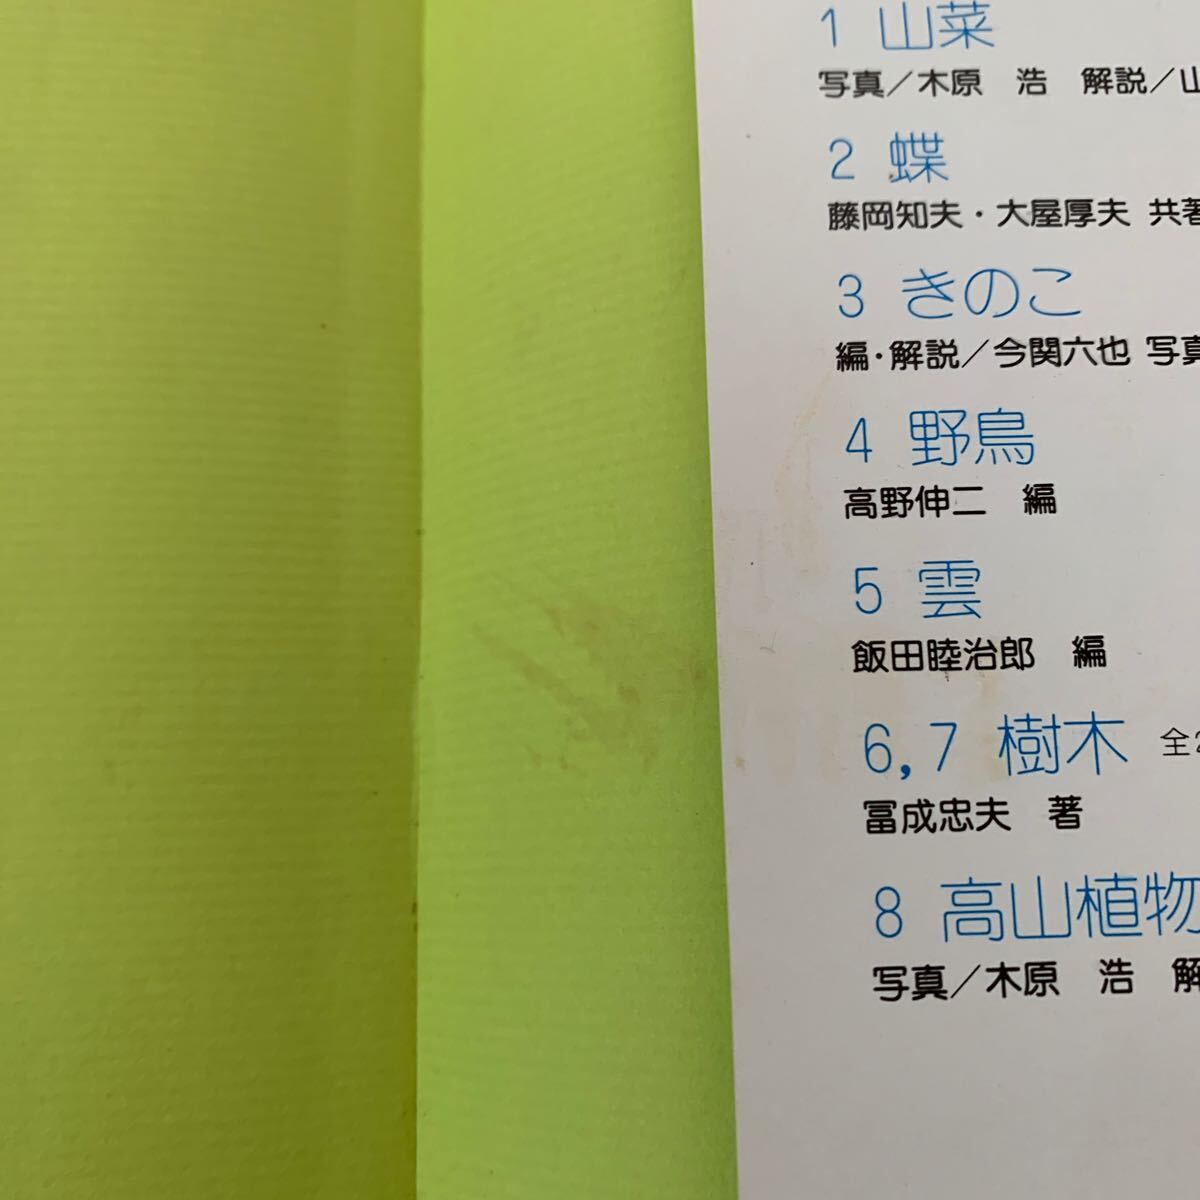 1 山菜
写真／木原　浩　解説／山
2 蝶
藤岡知夫・大屋厚夫 共著
3 きのこ
編・解説／今関六也 写真
4 野鳥
高野伸二　編
5 雲
飯田睦治郎　編
6,7 樹木 全2
冨成忠夫　著
8 高山植物
写真／木原　浩　解